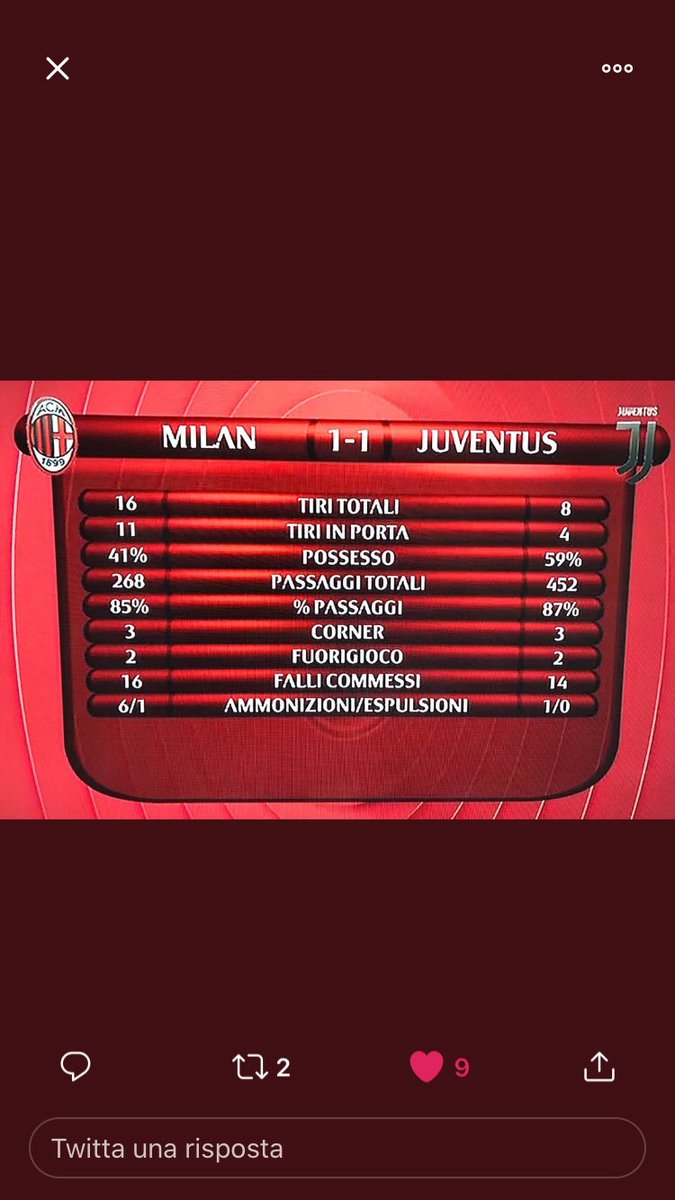 ACM
1899
MILAN 1-1 JUVENTUS
JUVENTUS
16 TIRI TOTALI 8
11 TIRI IN PORTA 4
41% POSSESSO 59%
268 PASSAGGI TOTALI 452
85% % PASSAGGI 87%
3 CORNER 3
2 FUORIGIOCO 2
16 FALLI COMMESSI 14
6/1 AMMONIZIONI/ESPULSIONI 1/0
2 9
Twitta una risposta